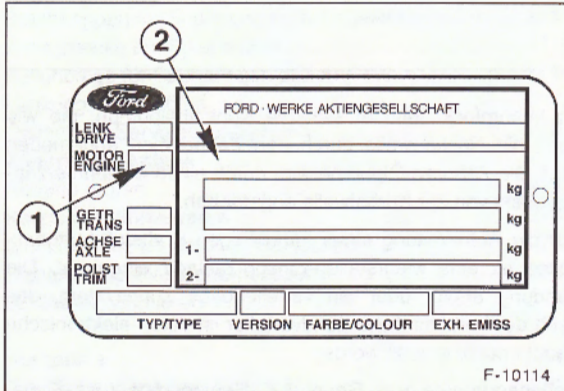 2
Ford
FORD·WERKE AKTIENGESELLSCHAFT
LENK
DRIVE
MOTOR
ENGINE
1
kg
GETR
TRANS
kg
ACHSE
AXLE
1-
kg
POLST
TRIM
2-
kg
TYP/TYPE VERSION FARBE/COLOUR EXH. EMISS
F-10114